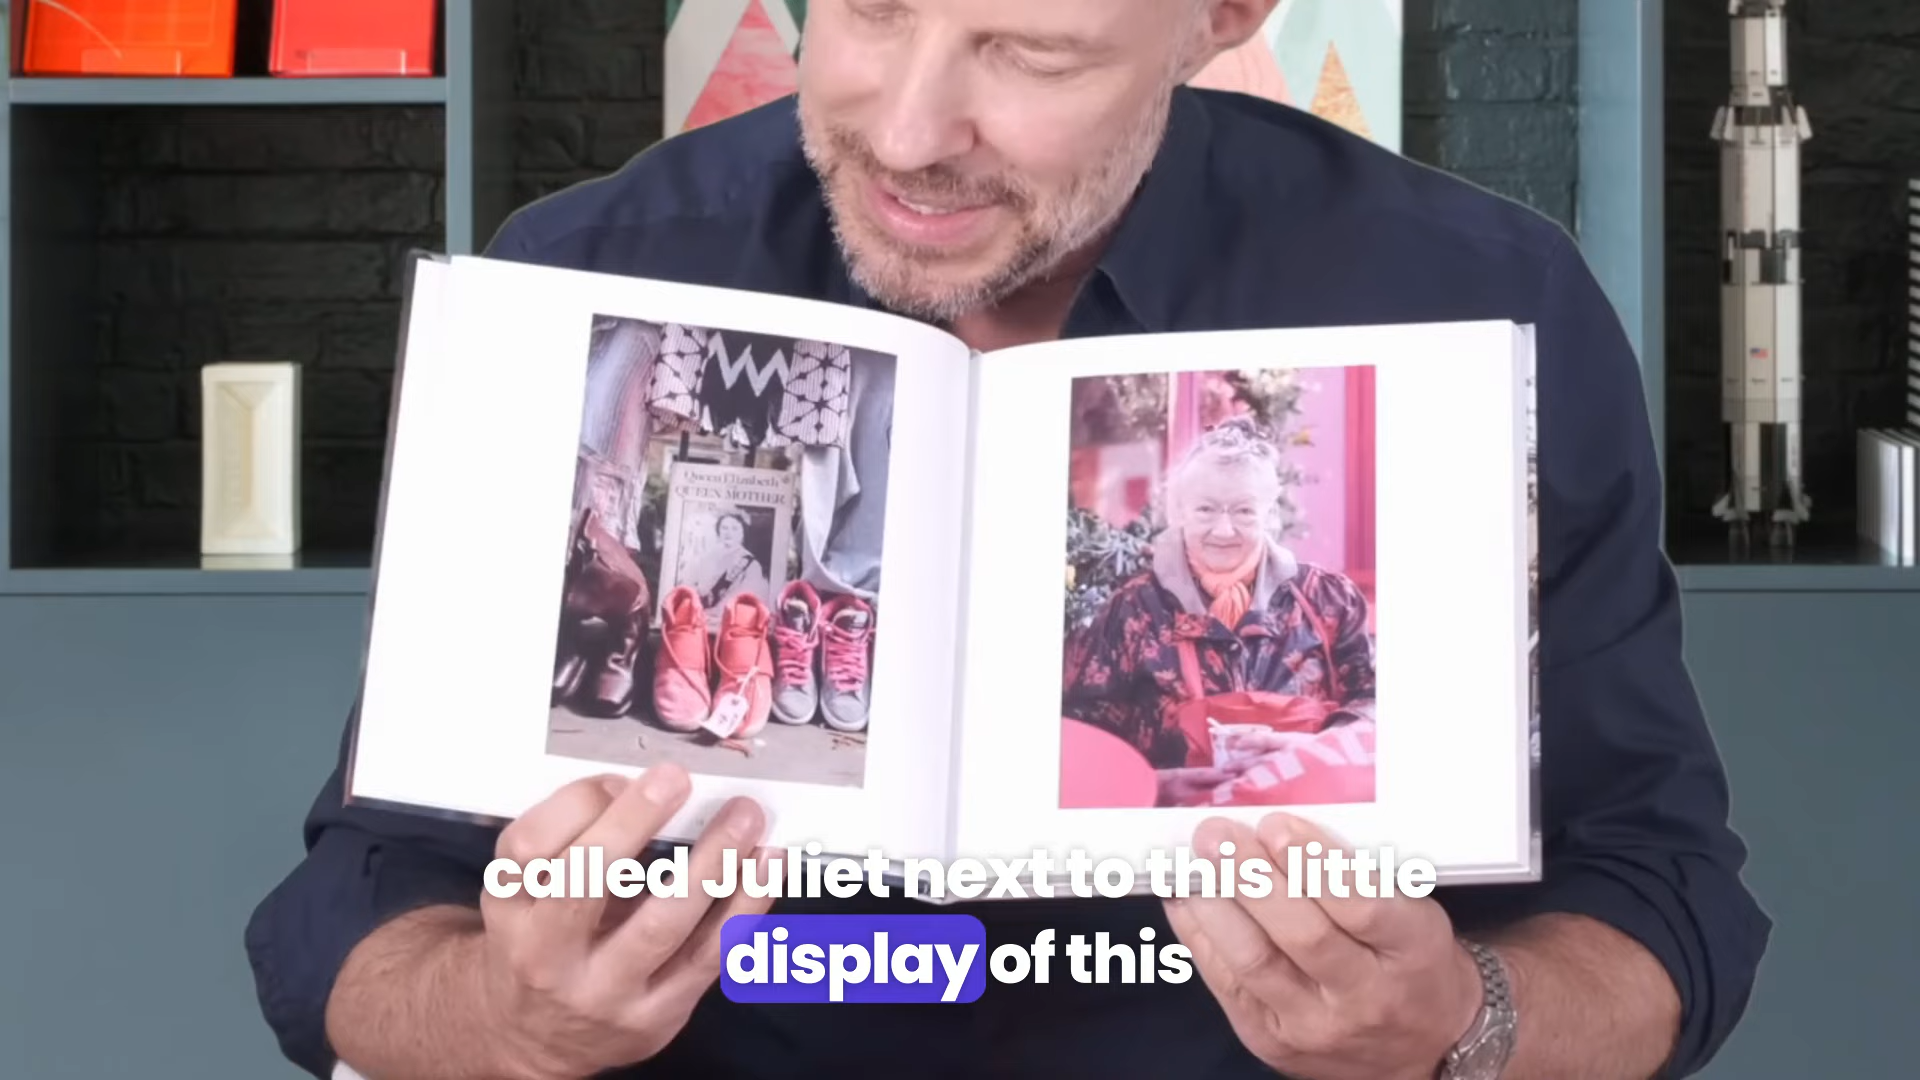 Queen Elizabeth
QUEEN MOTHER
called Juliet next to this little
display of this